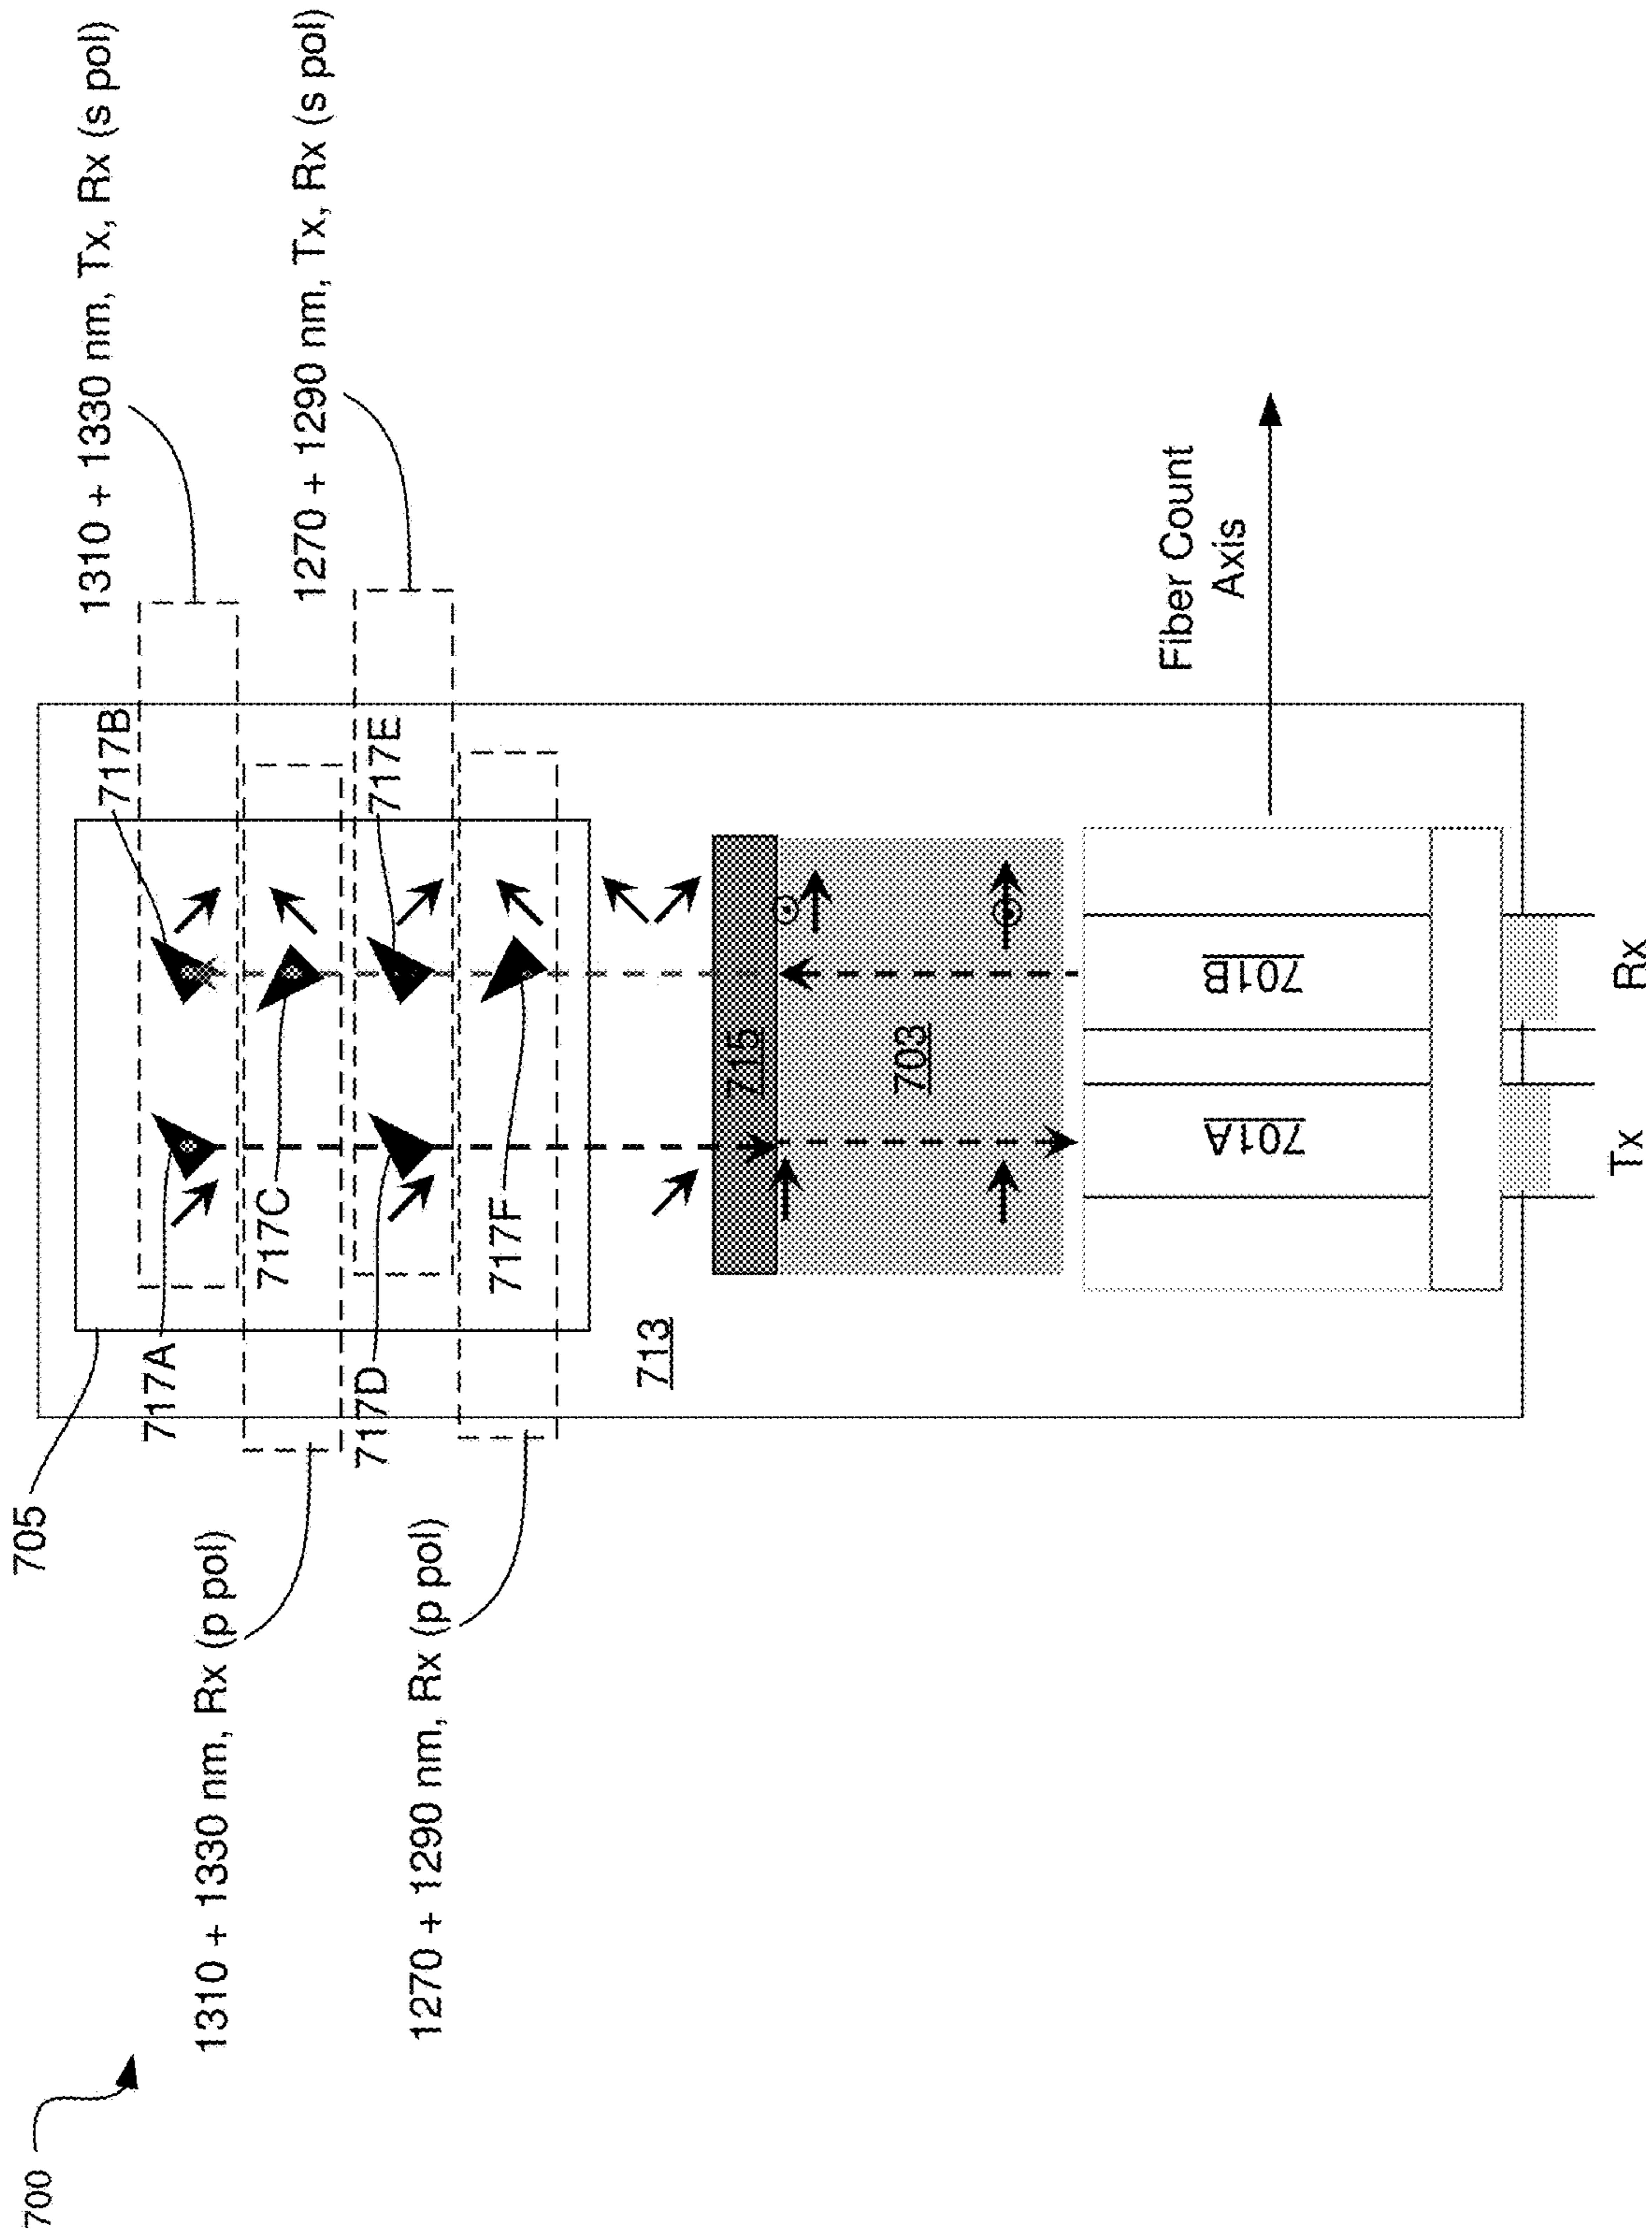 700
705
1310 + 1330 nm, Tx, Rx (s pol)
1270 + 1290 nm, Tx, Rx (s pol)
1310 + 1330 nm, Rx (p pol)
1270 + 1290 nm, Rx (p pol)
717A
717B
717C
717D
717E
717F
713
715
703
701A
701B
Fiber Count
Axis
Tx
Rx